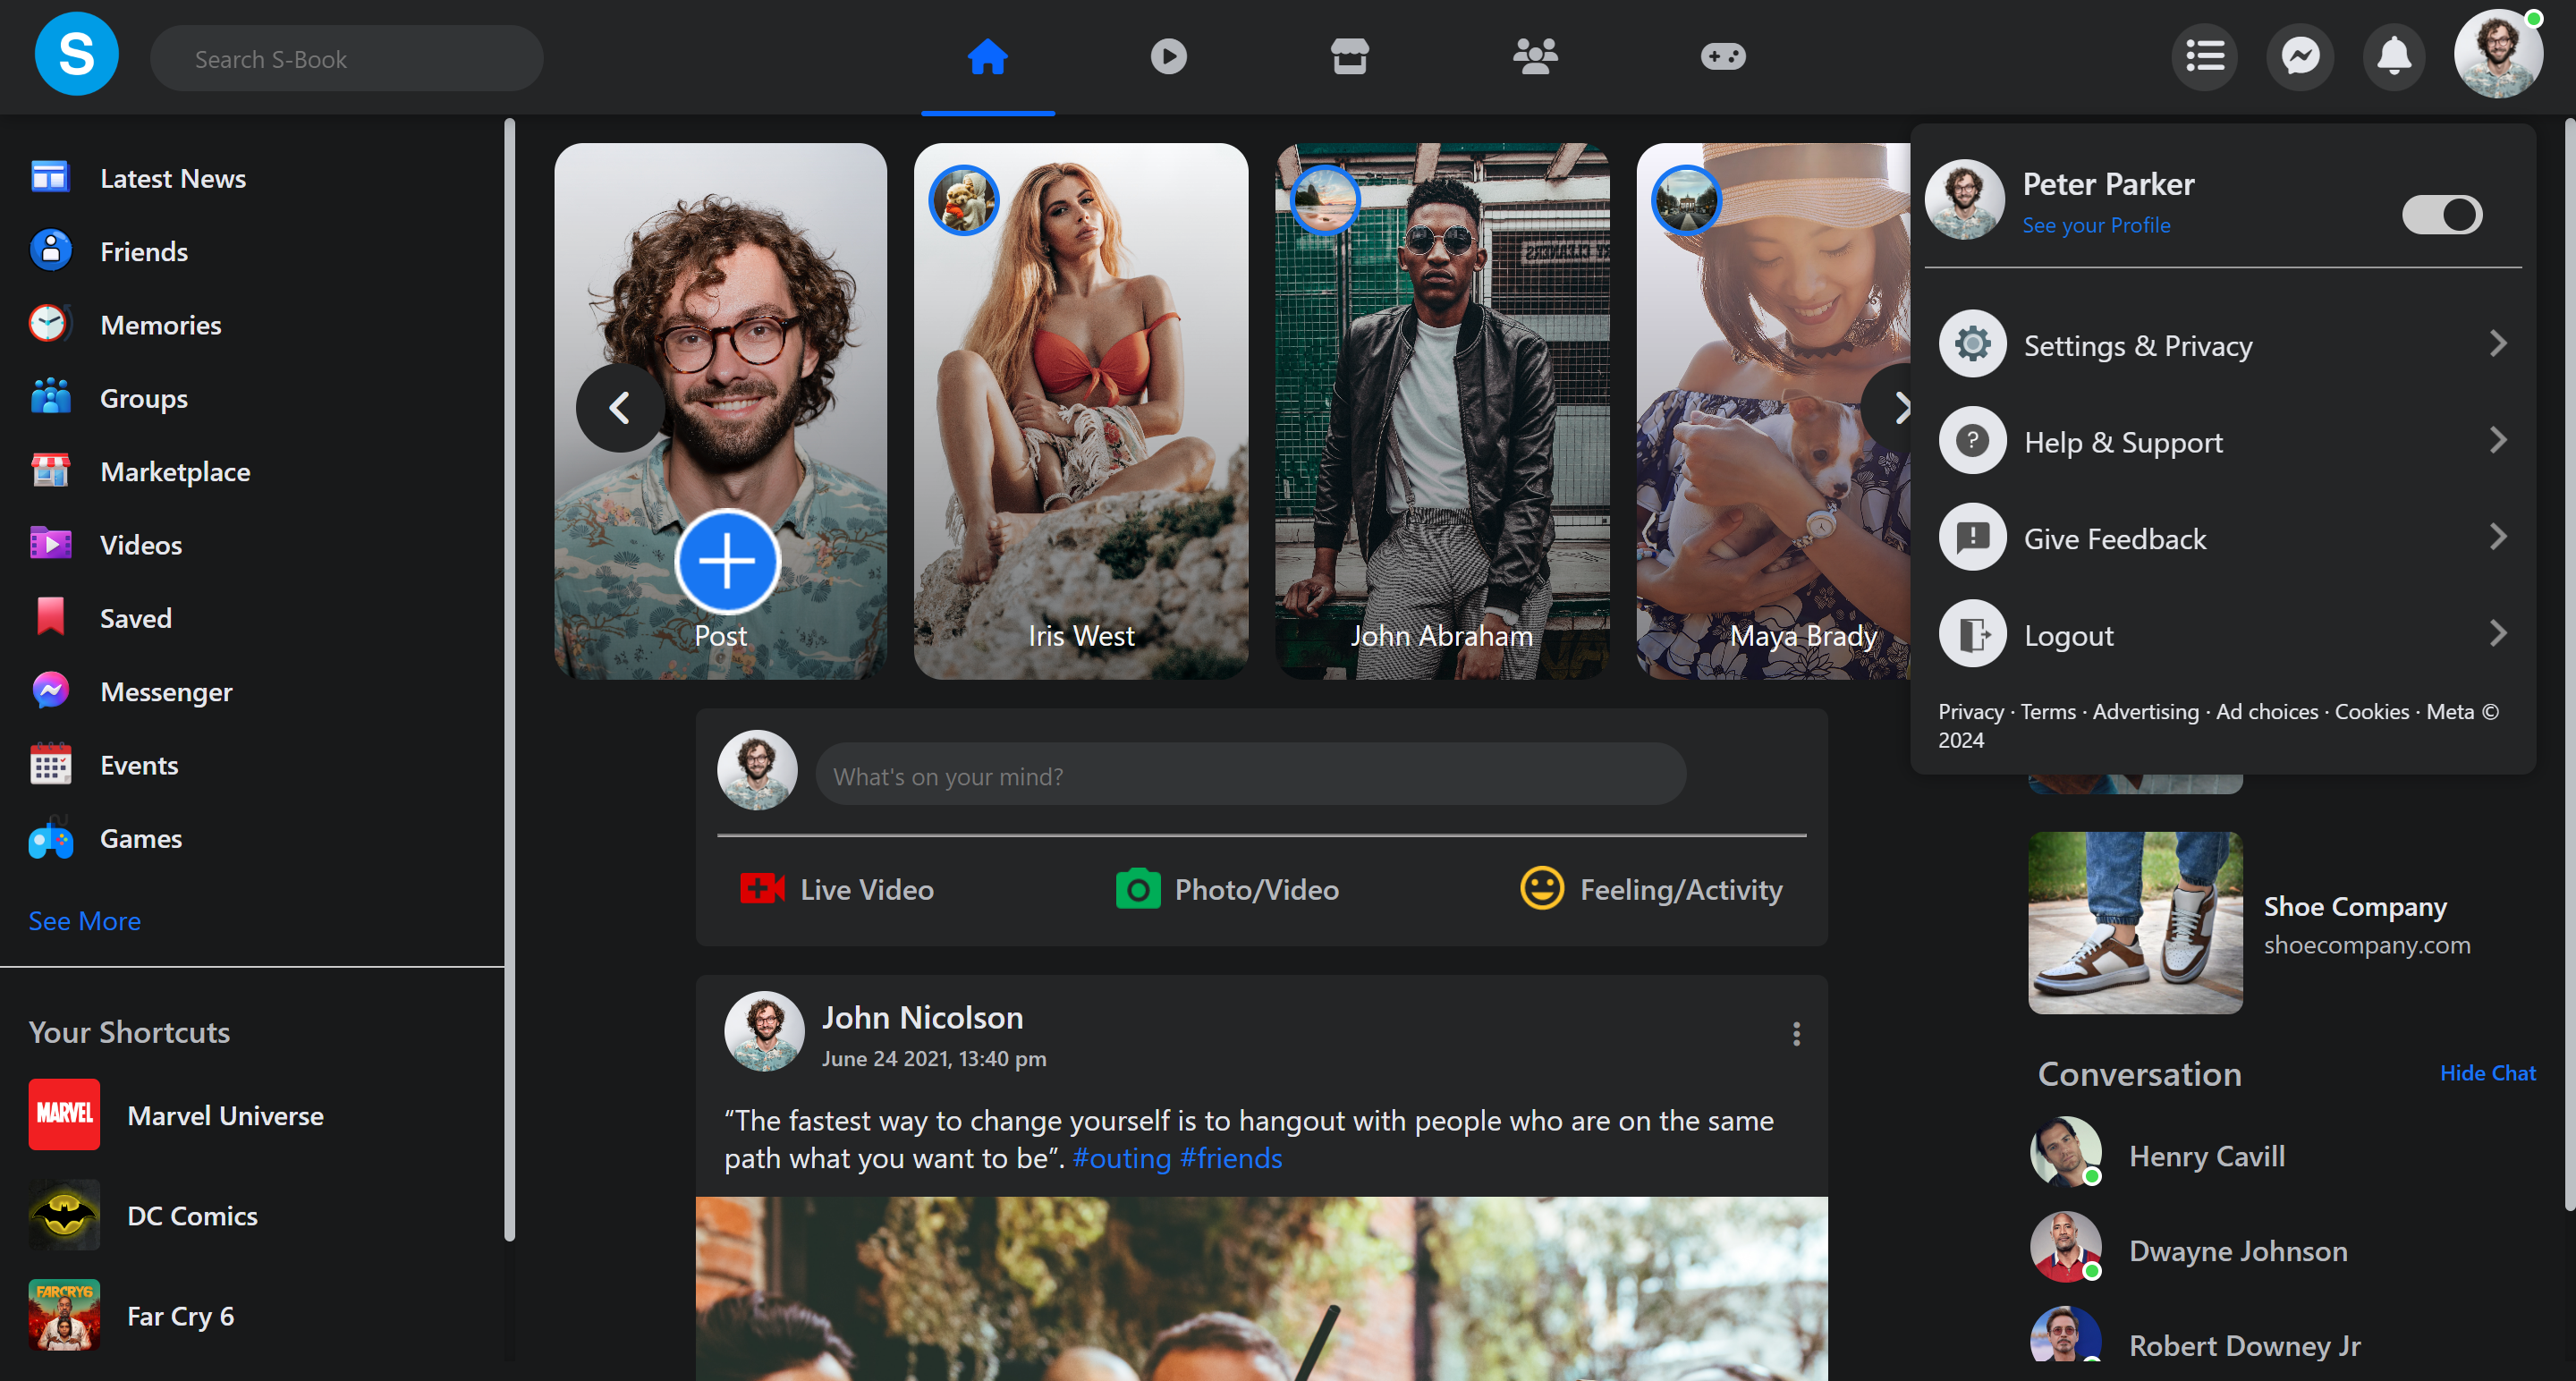 S
Search S-Book
Latest News
Friends
Memories
Groups
Marketplace
Videos
Saved
Messenger
Events
Games
See More
Your Shortcuts
MARVEL
Marvel Universe
DC Comics
FARCRY6
Far Cry 6
Post
Iris West
John Abraham
Maya Brady
What's on your mind?
Live Video
Photo/Video
Feeling/Activity
John Nicolson
June 24 2021, 13:40 pm
“The fastest way to change yourself is to hangout with people who are on the same
path what you want to be”. #outing #friends
Peter Parker
See your Profile
Settings & Privacy
?
Help & Support
!
Give Feedback
Logout
Privacy · Terms · Advertising · Ad choices · Cookies · Meta ©
2024
Shoe Company
shoecompany.com
Conversation
Hide Chat
Henry Cavill
Dwayne Johnson
Robert Downey Jr